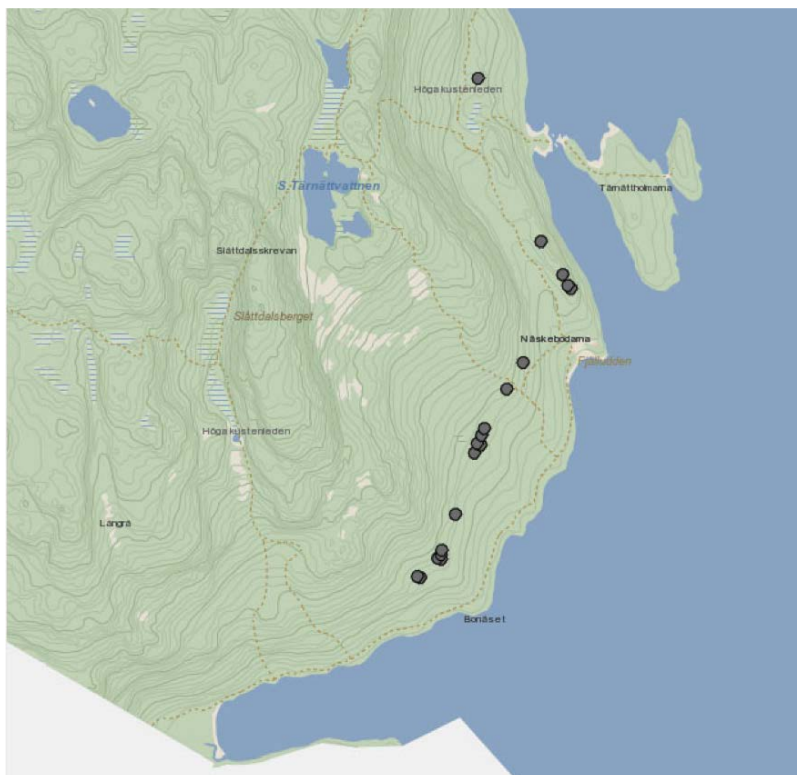 Högakustenleden
S. Tärnättvattnen
Tärnättholmarna
Slåttdalsskrevan
Slåttdalsberget
Näskebodarna
Fjälludden
Högakustenleden
Långrå
Bonäset